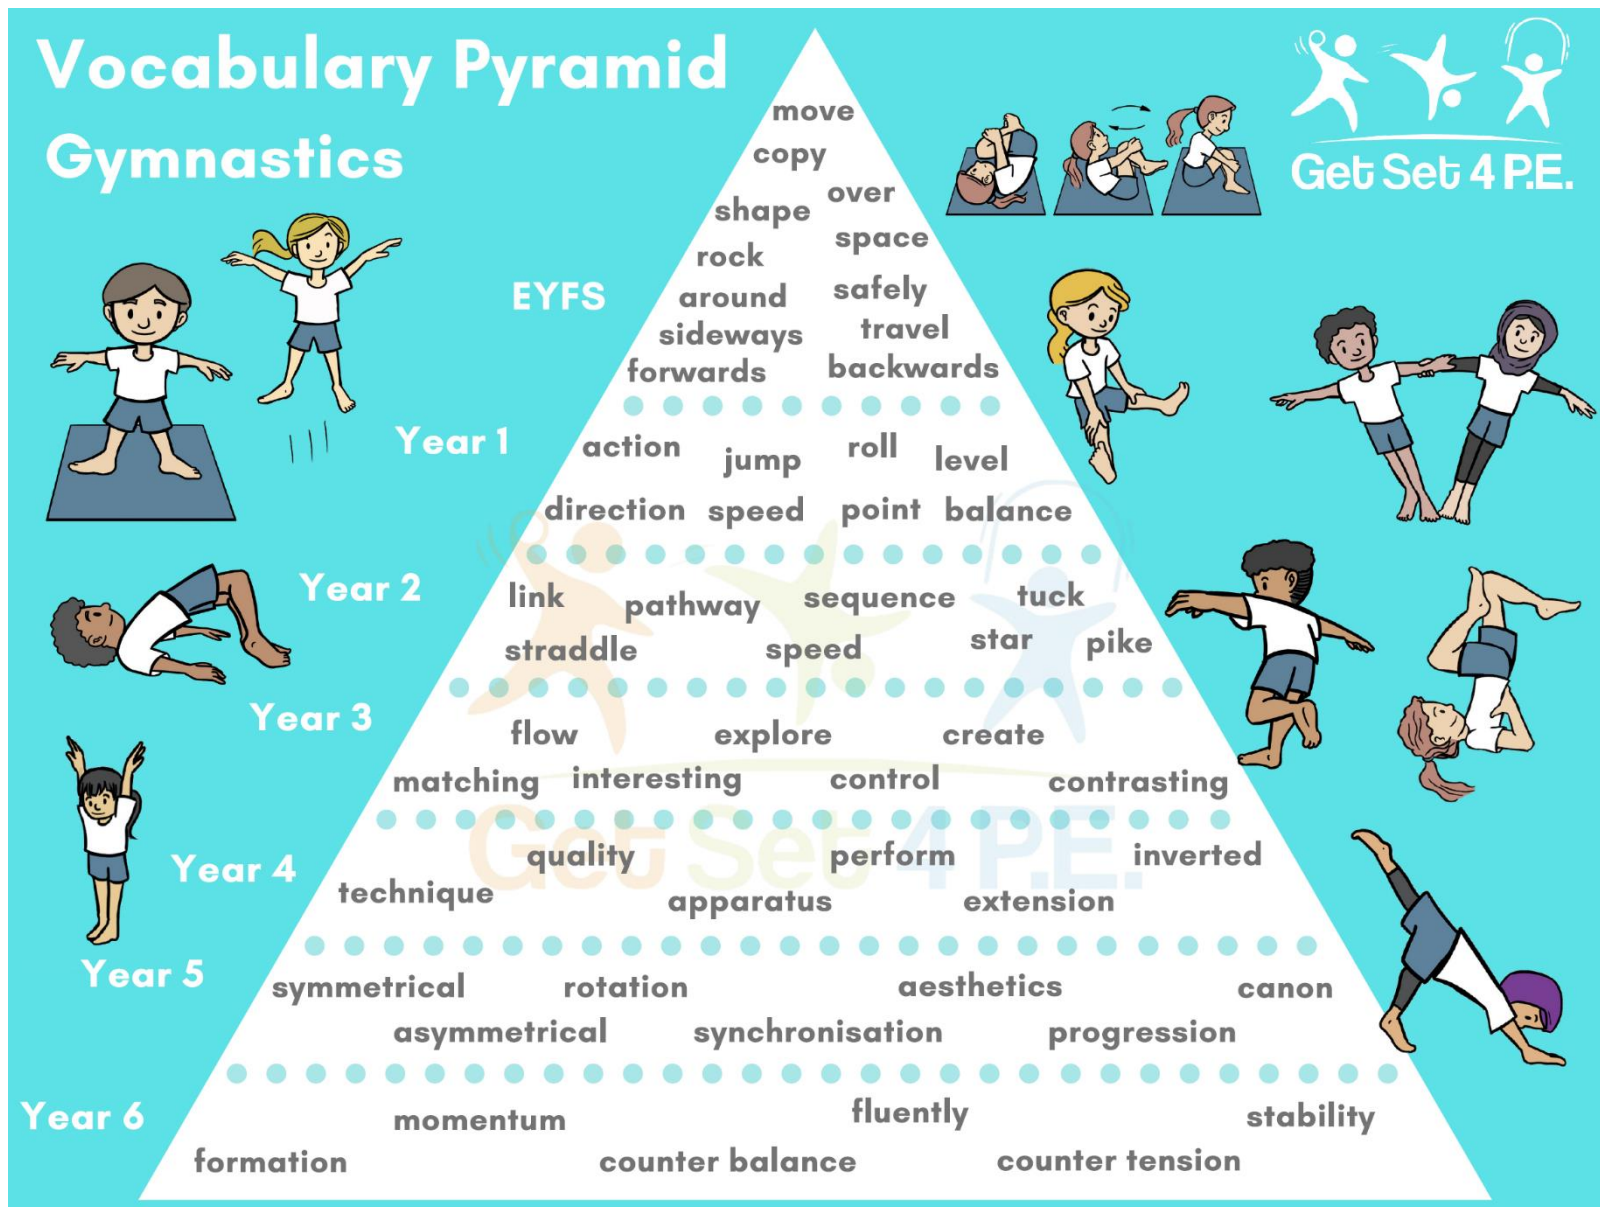 Vocabulary Pyramid
Gymnastics
Get Set 4 P.E.
EYFS
move
copy
over
shape
space
rock
safely
around
travel
sideways
backwards
forwards
Year 1
action jump roll level
direction speed point balance
Year 2
link pathway sequence tuck
straddle speed star pike
Year 3
flow explore create
matching interesting control contrasting
Get Set 4 P.E.
Year 4
quality perform inverted
technique apparatus extension
Year 5
symmetrical rotation aesthetics canon
asymmetrical synchronisation progression
Year 6
momentum fluently stability
formation counter balance counter tension